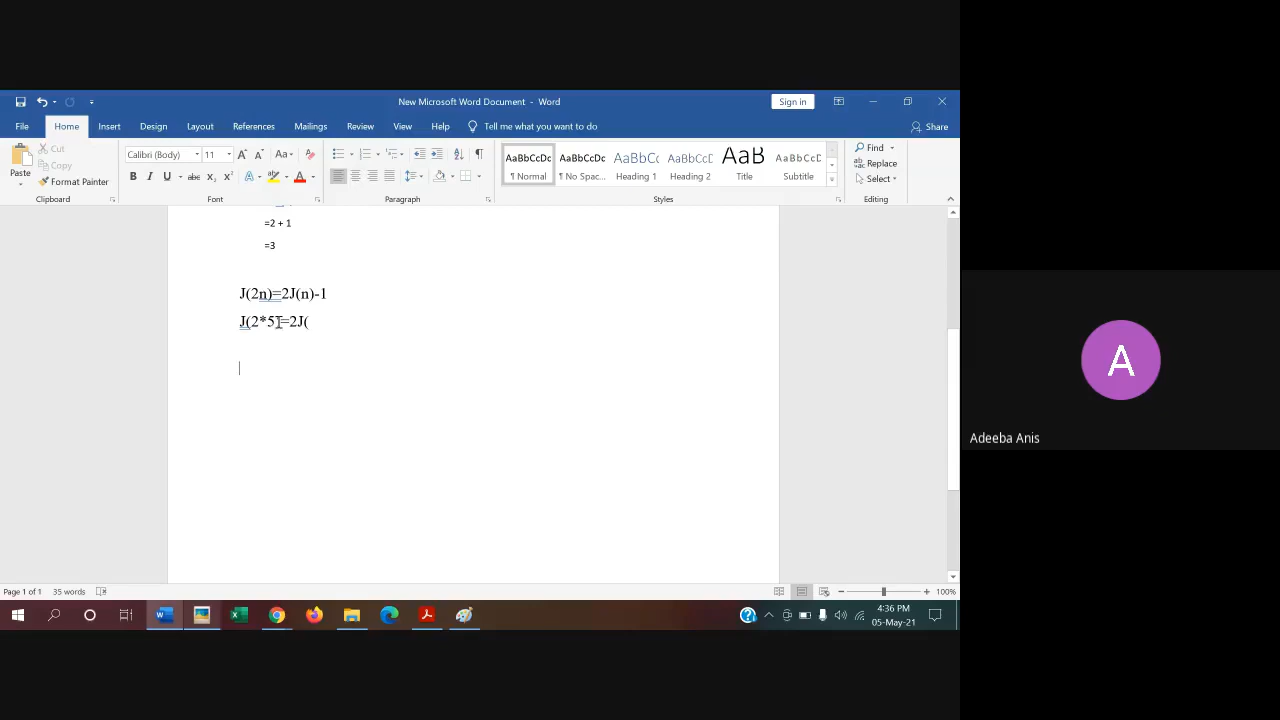 New Microsoft Word Document - Word
Sign in
File Home Insert Design Layout References Mailings Review View Help Tell me what you want to do Share
Paste
Cut
Copy
Format Painter
Clipboard
Calibri (Body) 11
Font
Paragraph
AaBbCcDc AaBbCcDc AaBbCc AaBbCcD AaB AaBbCcD
¶ Normal ¶ No Spac... Heading 1 Heading 2 Title Subtitle
Styles
Find
Replace
Select
Editing
=2 + 1
=3
J(2n)=2J(n)-1
J(2*5)=2J(
Page 1 of 1 35 words 100%
4:36 PM
05-May-21
A
Adeeba Anis